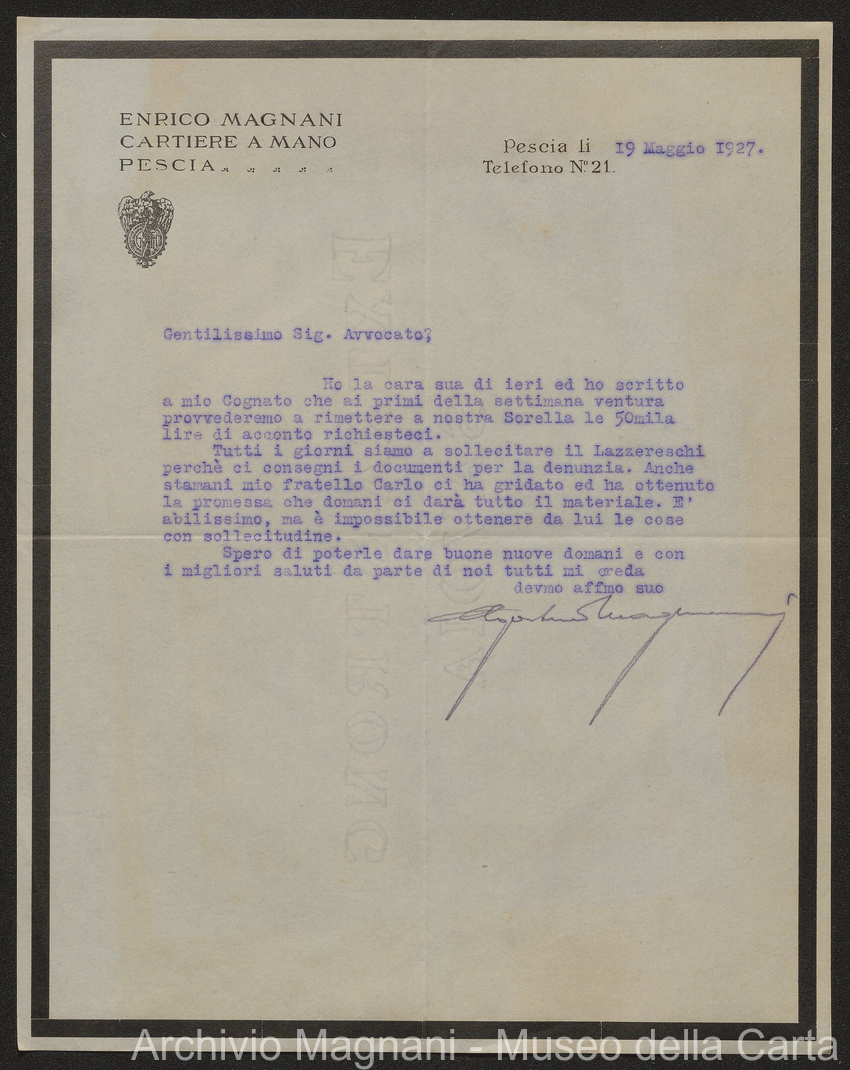 ENRICO MAGNANI
CARTIERE A MANO
PESCIA
Pescia li 19 Maggio 1927.
Telefono Nº 21.
Gentilissimo Sig. Avvocato?
Ho la cara sua di ieri ed ho scritto
a mio Cognato che ai primi della settimana ventura
provvederemo a rimettere a nostra Sorella le 50mila
lire di acconto richiesteci.
Tutti i giorni siamo a sollecitare il Lazzereschi
perchè ci consegni i documenti per la denunzia. Anche
stamani mio fratello Carlo ci ha gridato ed ha ottenuto
la promessa che domani ci darà tutto il materiale. E'
abilissimo, ma è impossibile ottenere da lui le cose
con sollecitudine.
Spero di poterle dare buone nuove domani e con
i migliori saluti da parte di noi tutti mi creda
devmo affmo suo
Magnani
Archivio Magnani - Museo della Carta